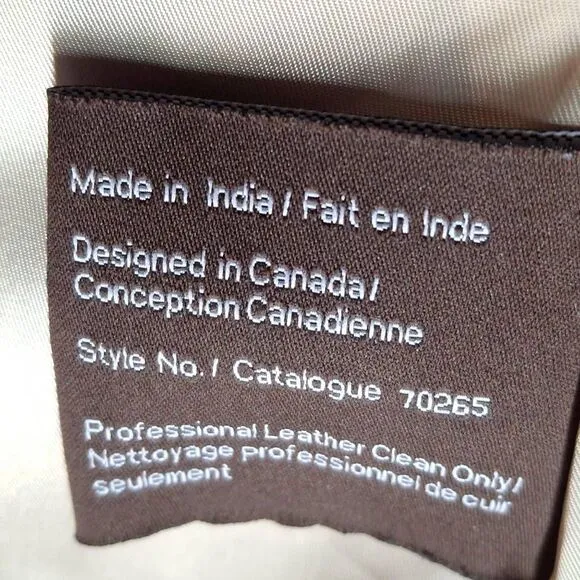 Made in India / Fait en Inde
Designed in Canada/
Conception Canadienne
Style No. / Catalogue 70265
Professional Leather Clean Only/
Nettoyage professionnel de cuir
seulement